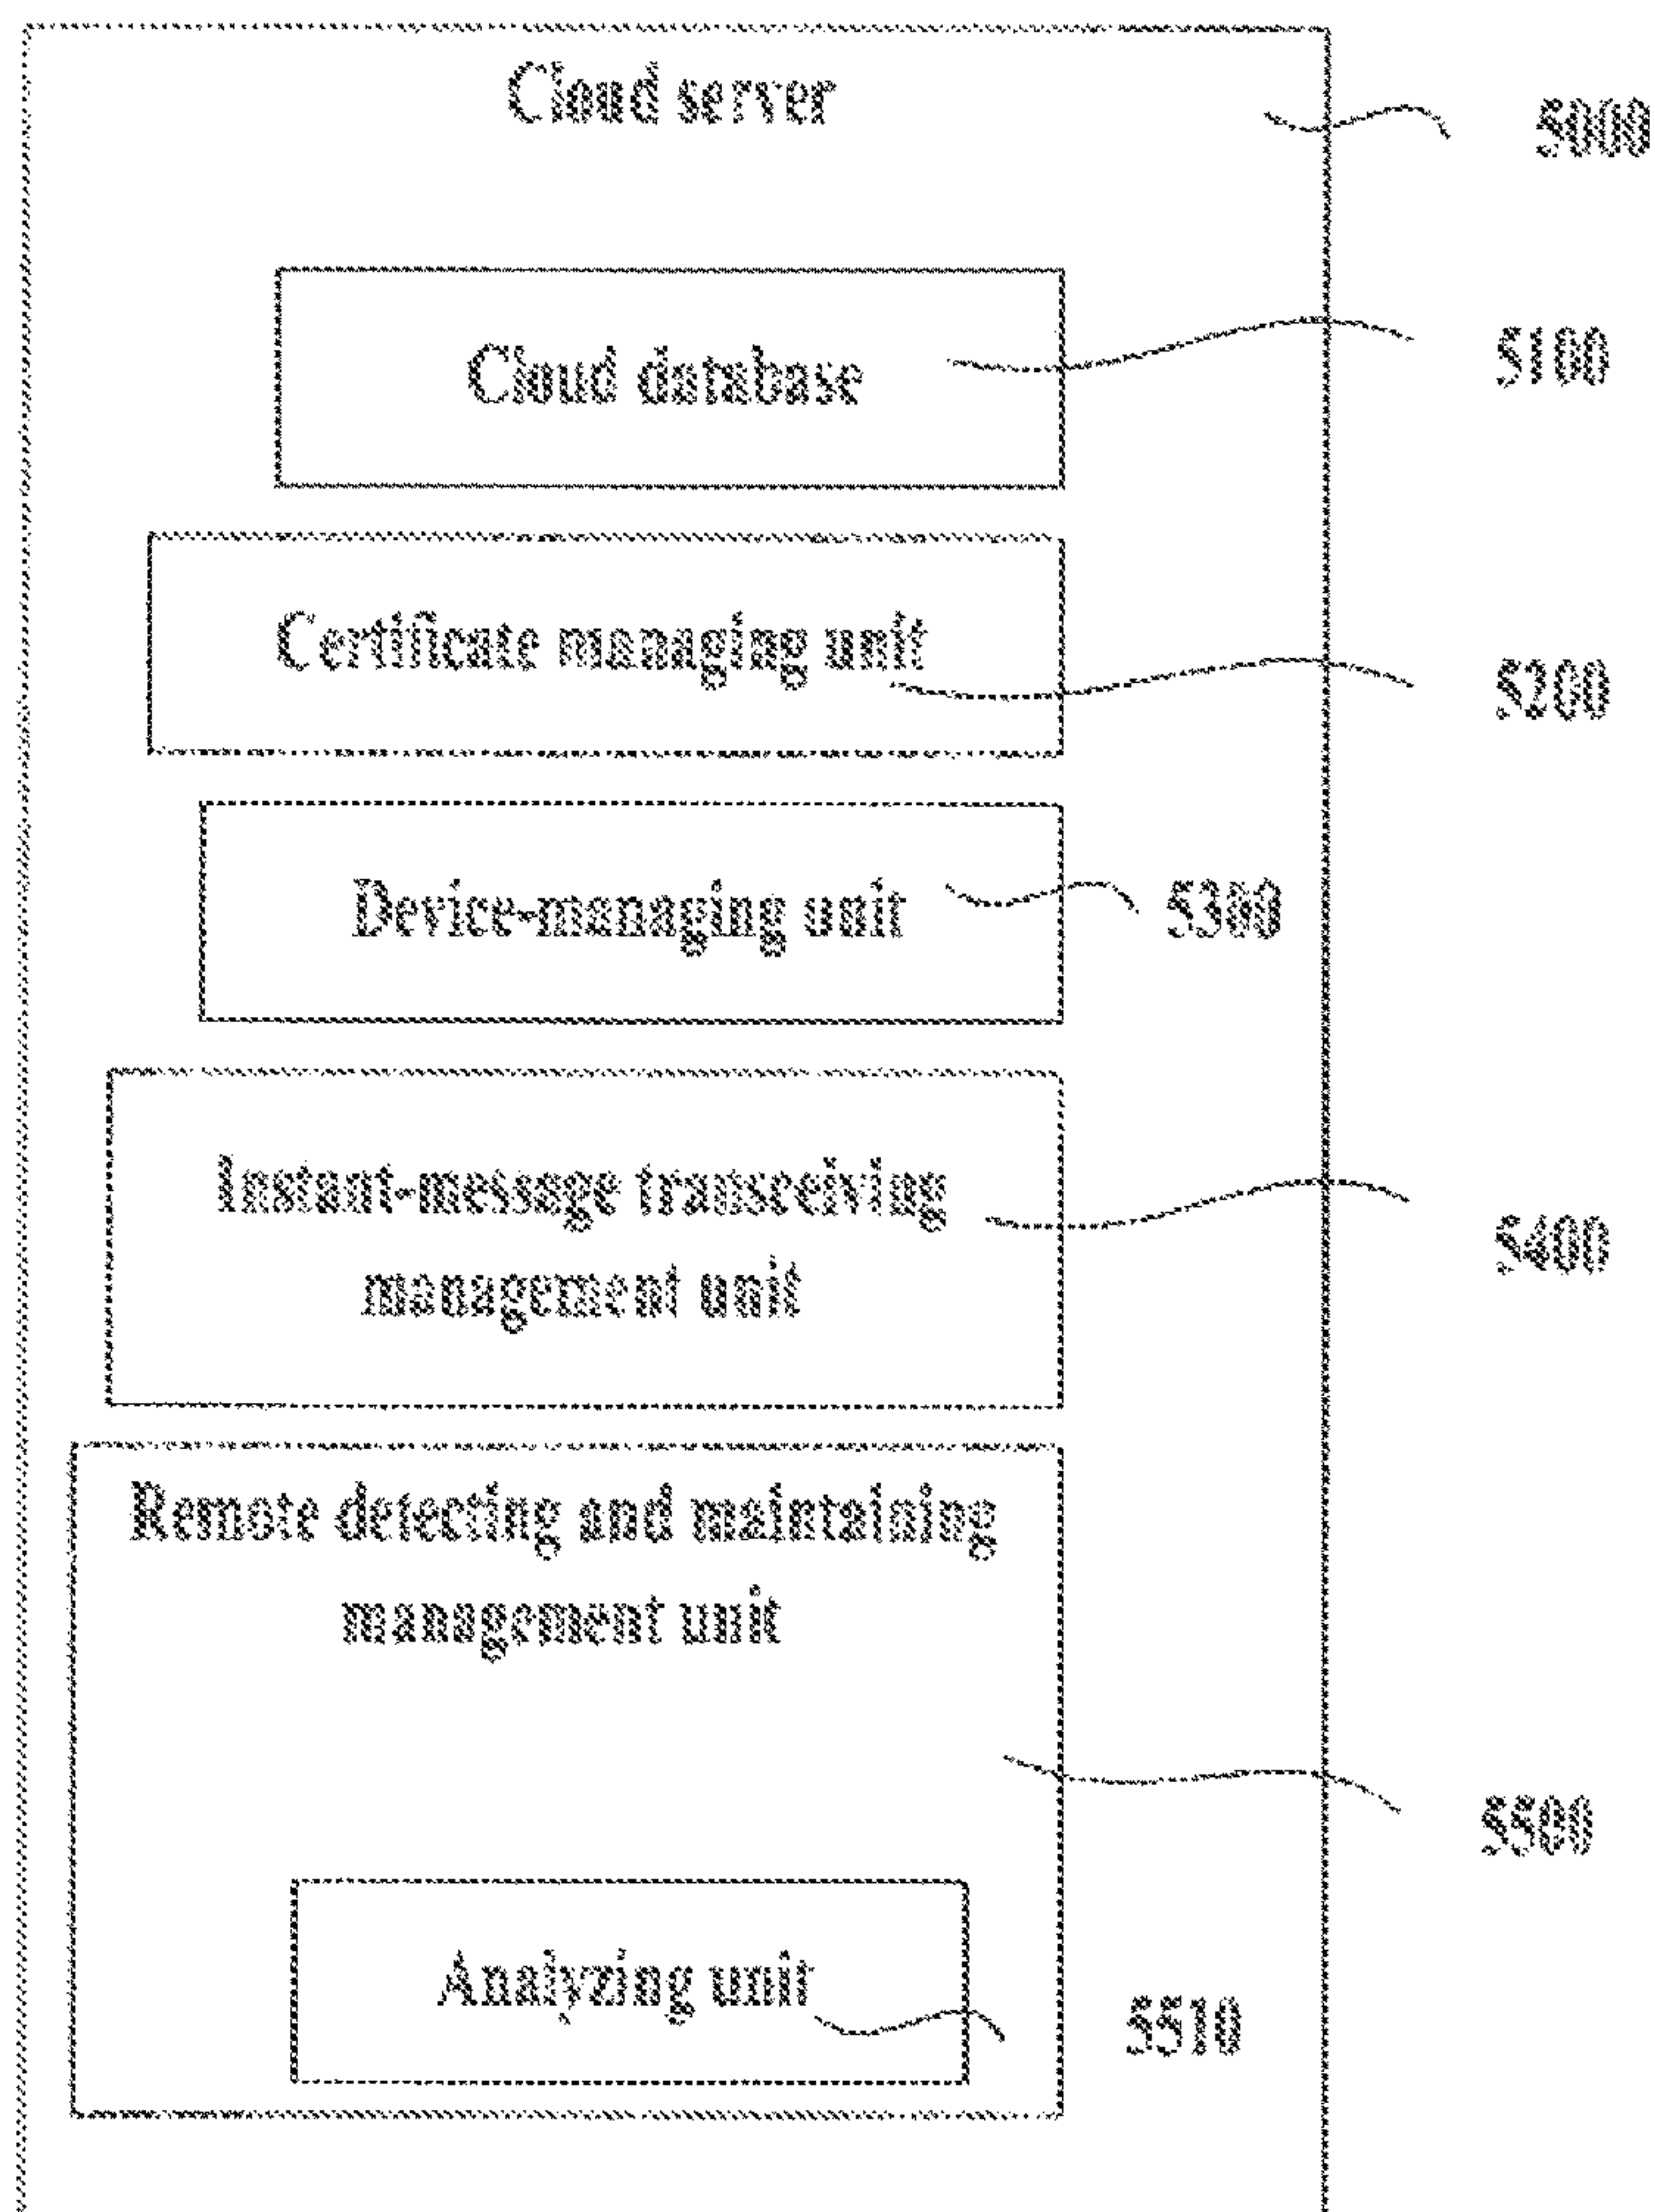 Cloud server
5000
Cloud database
5100
Certificate managing unit
5200
Device-managing unit
5300
Instant-message transceiving
management unit
5400
Remote detecting and maintaining
management unit
5500
Analyzing unit
5510